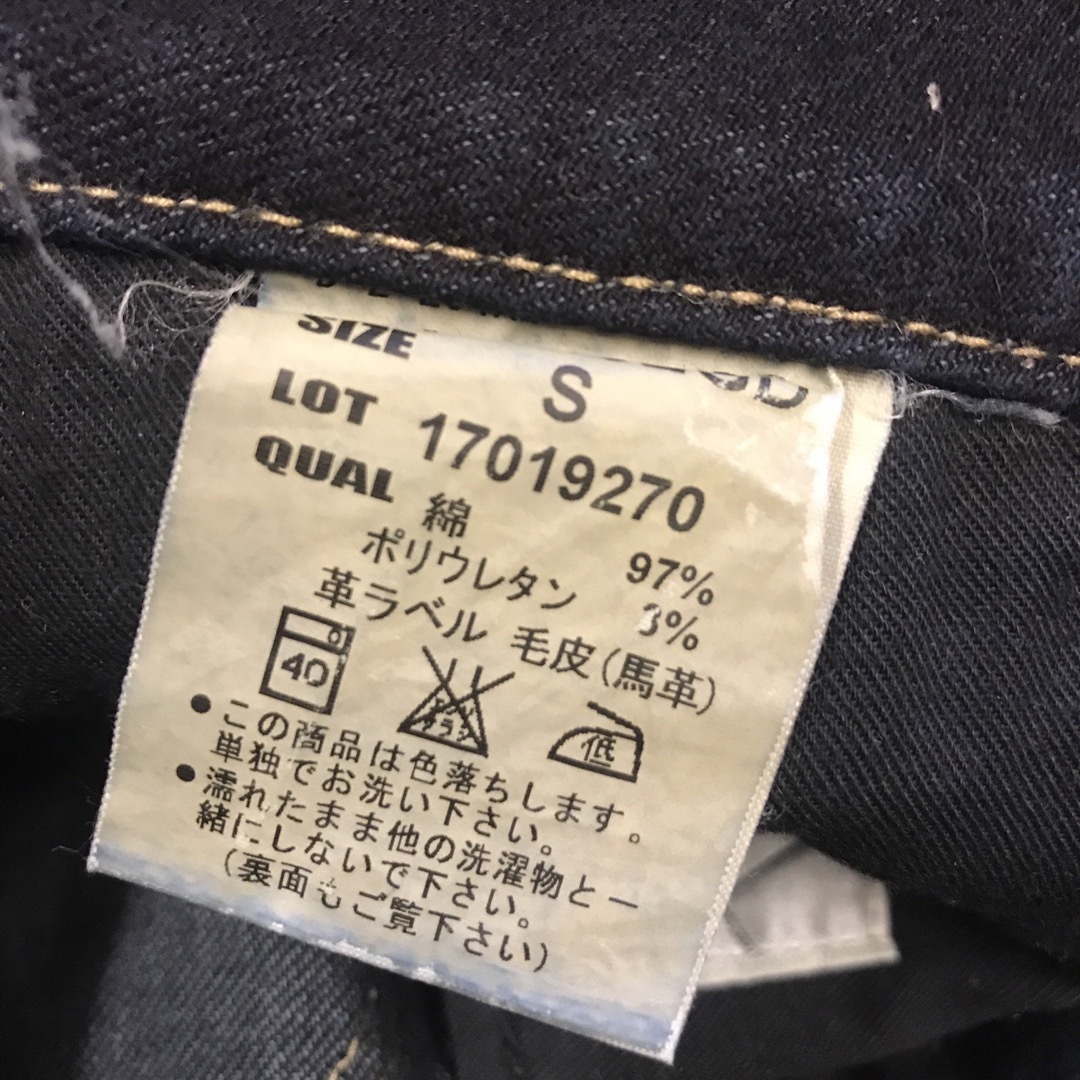 SIZE S
LOT 17019270
QUAL
綿 97%
ポリウレタン 3%
革ラベル 毛皮(馬革)
40
低
●この商品は色落ちします。
単独でお洗い下さい。
●濡れたまま他の洗濯物と一
緒にしないで下さい。
(裏面もご覧下さい)